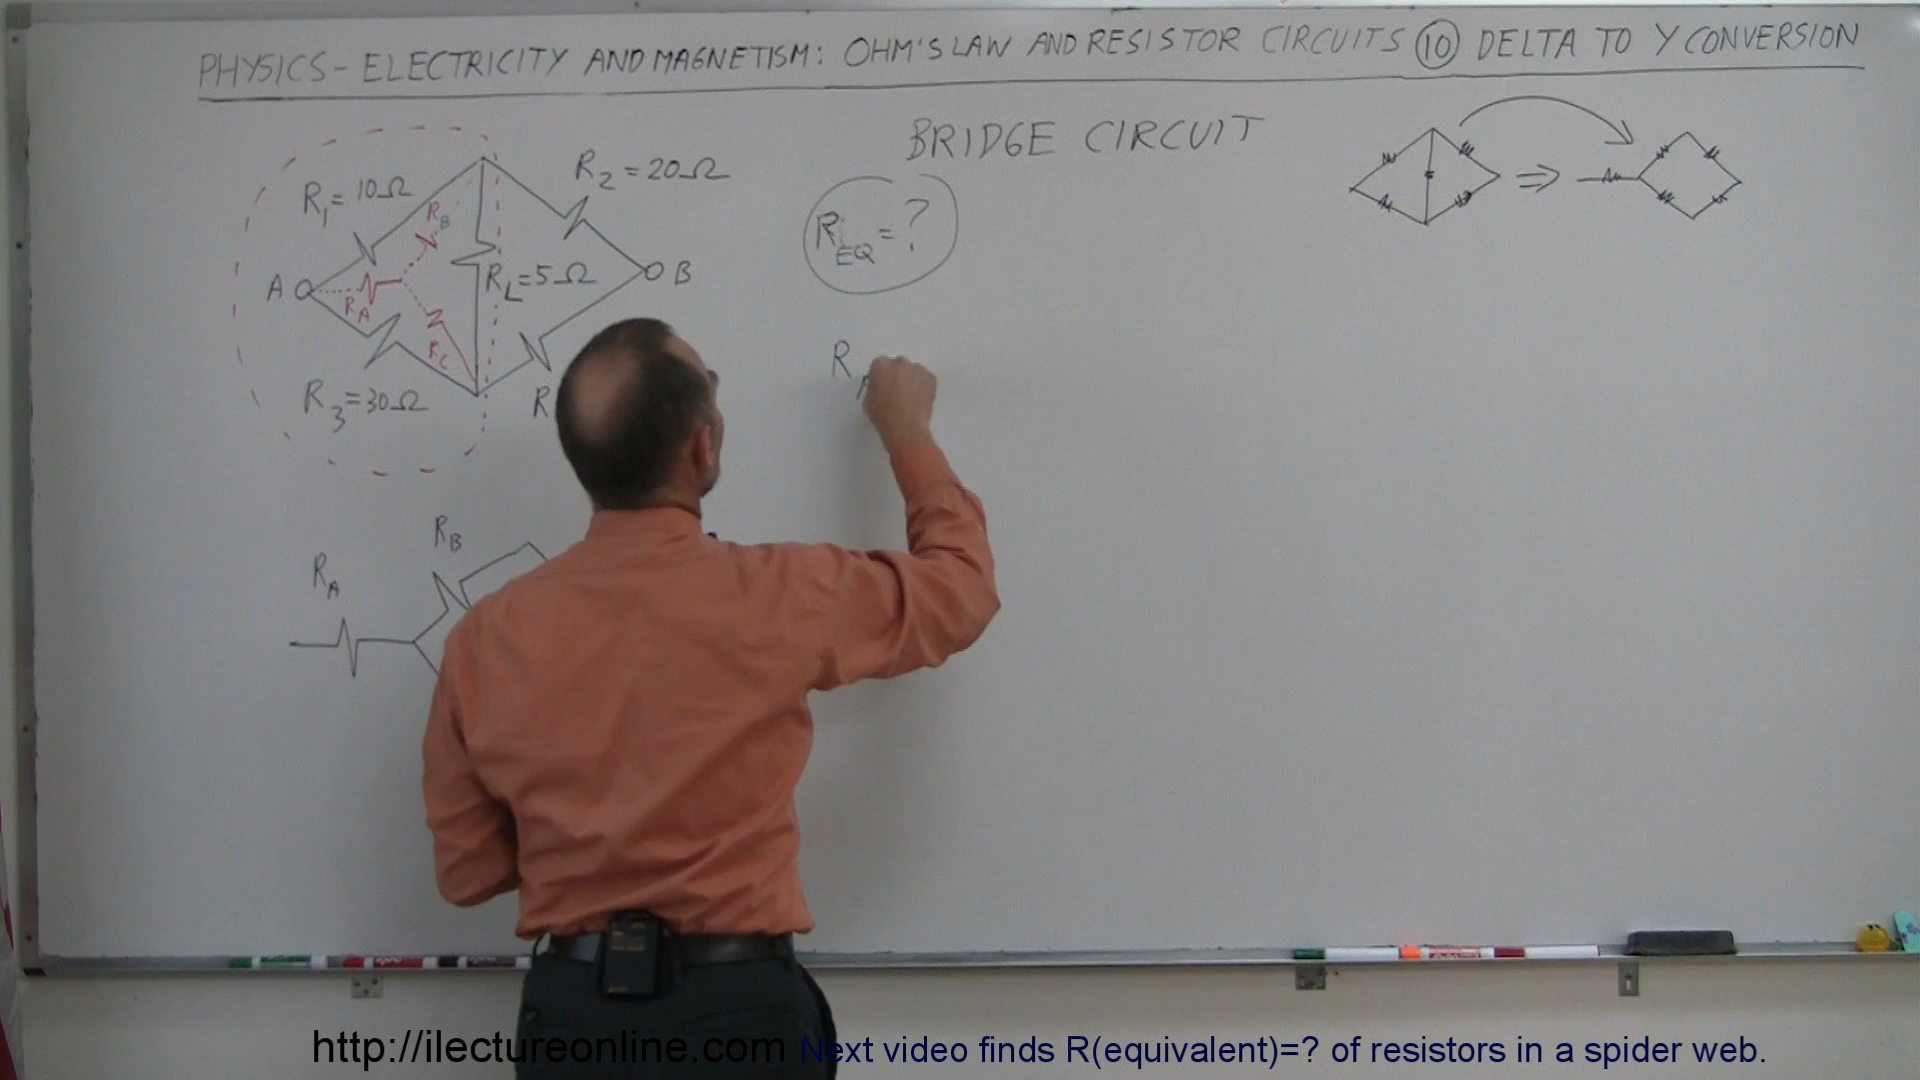 PHYSICS - ELECTRICITY AND MAGNETISM: OHM'S LAW AND RESISTOR CIRCUITS ⑩ DELTA TO Y CONVERSION
BRIDGE CIRCUIT
R₁ = 10Ω
R₂ = 20Ω
R_B
R_EQ = ?
A
R_A
R_L = 5Ω
B
R_C
R₃ = 30Ω
R
R
R_B
R_A
http://ilectureonline.com Next video finds R(equivalent)=? of resistors in a spider web.